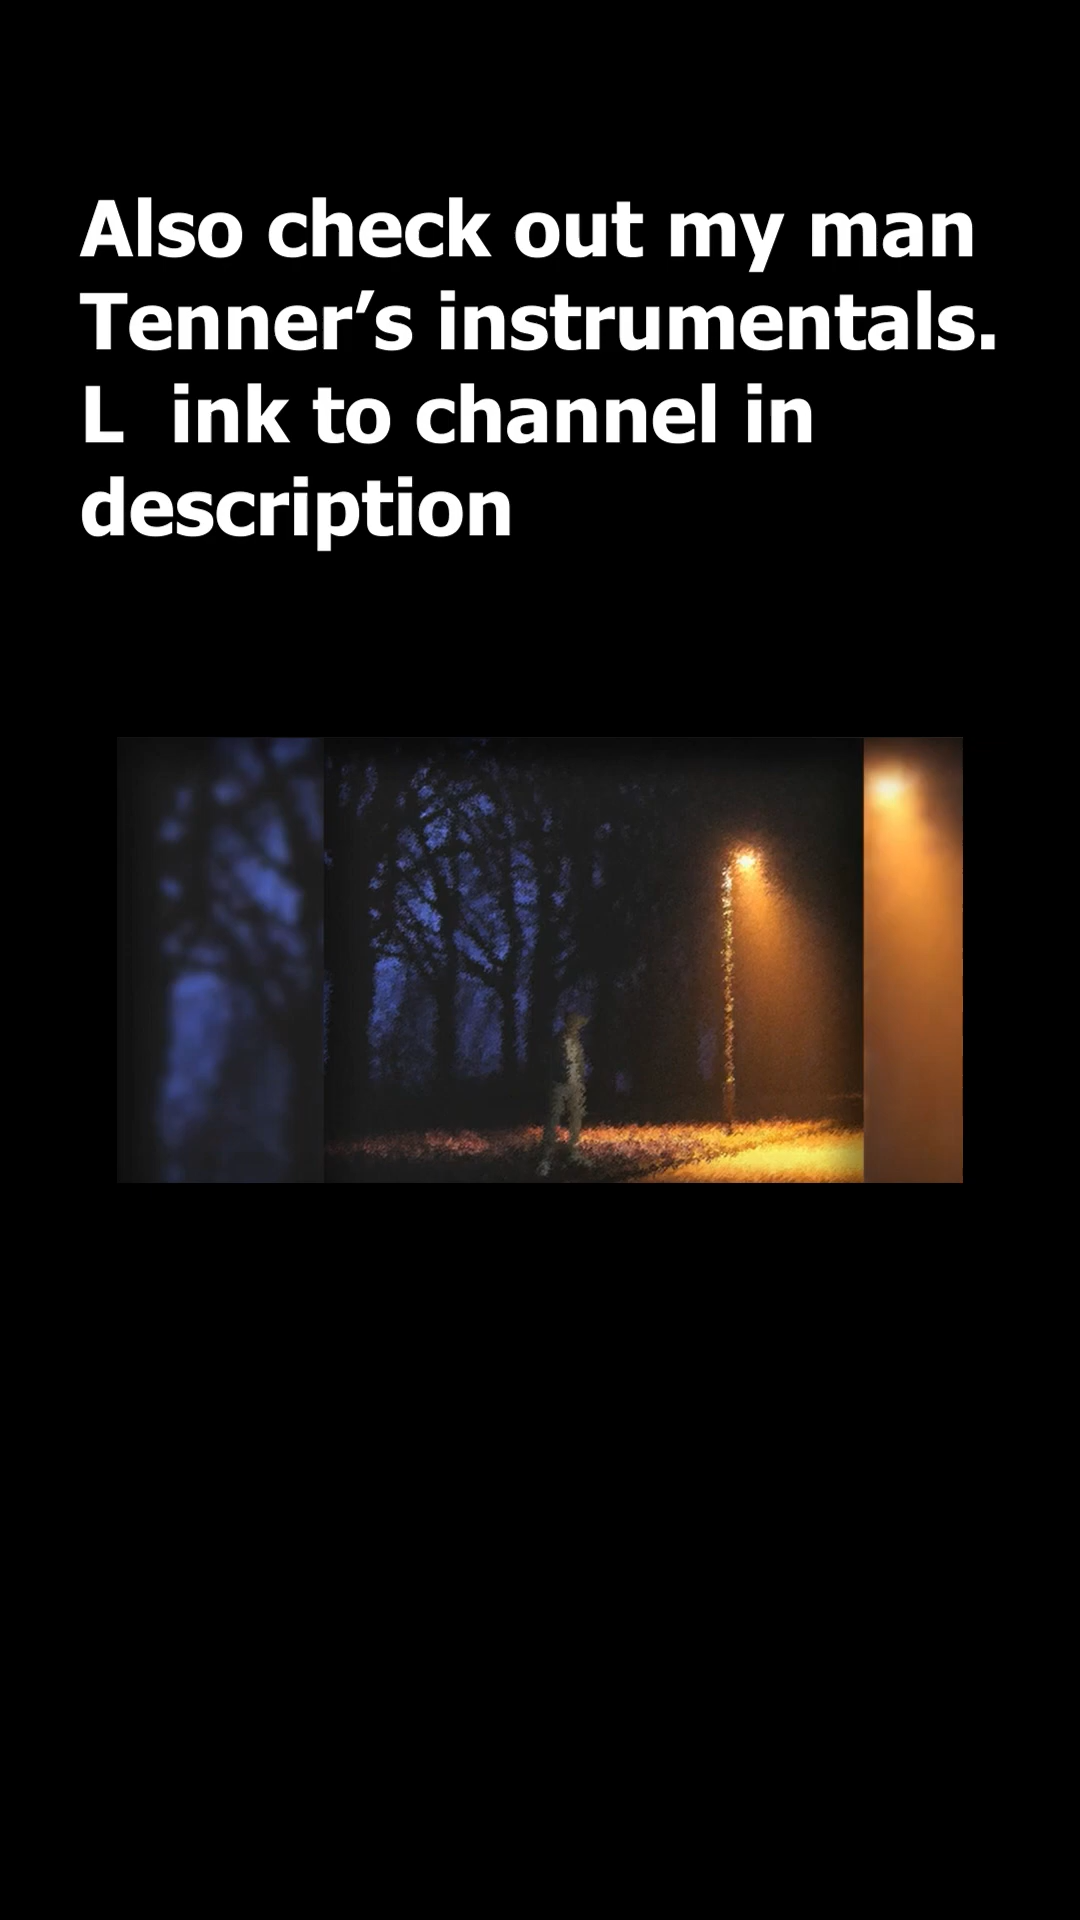 Also check out my man
Tenner’s instrumentals.
L  ink to channel in
description